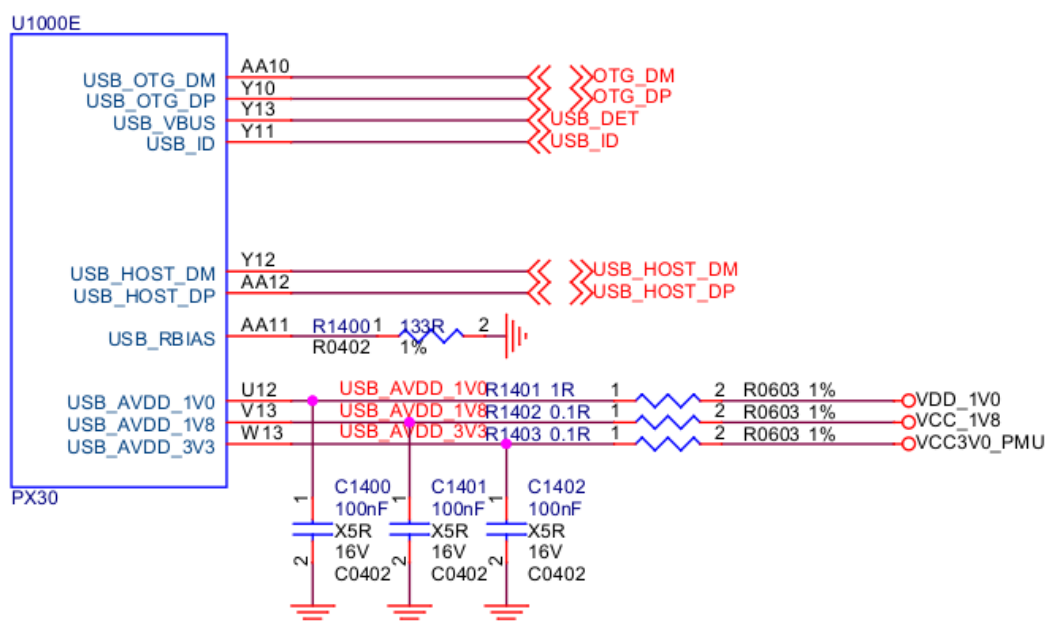 U1000E
USB_OTG_DM AA10 OTG_DM
USB_OTG_DP Y10 OTG_DP
USB_VBUS Y13 USB_DET
USB_ID Y11 USB_ID
USB_HOST_DM Y12 USB_HOST_DM
USB_HOST_DP AA12 USB_HOST_DP
USB_RBIAS AA11 R1400 1 133R 2
R0402 1%
USB_AVDD_1V0 U12 USB_AVDD_1V0 R1401 1R 1 2 R0603 1% VDD_1V0
USB_AVDD_1V8 V13 USB_AVDD_1V8 R1402 0.1R 1 2 R0603 1% VCC_1V8
USB_AVDD_3V3 W13 USB_AVDD_3V3 R1403 0.1R 1 2 R0603 1% VCC3V0_PMU
PX30
1 C1400 1 C1401 1 C1402
100nF 100nF 100nF
X5R X5R X5R
2 16V 2 16V 2 16V
C0402 C0402 C0402